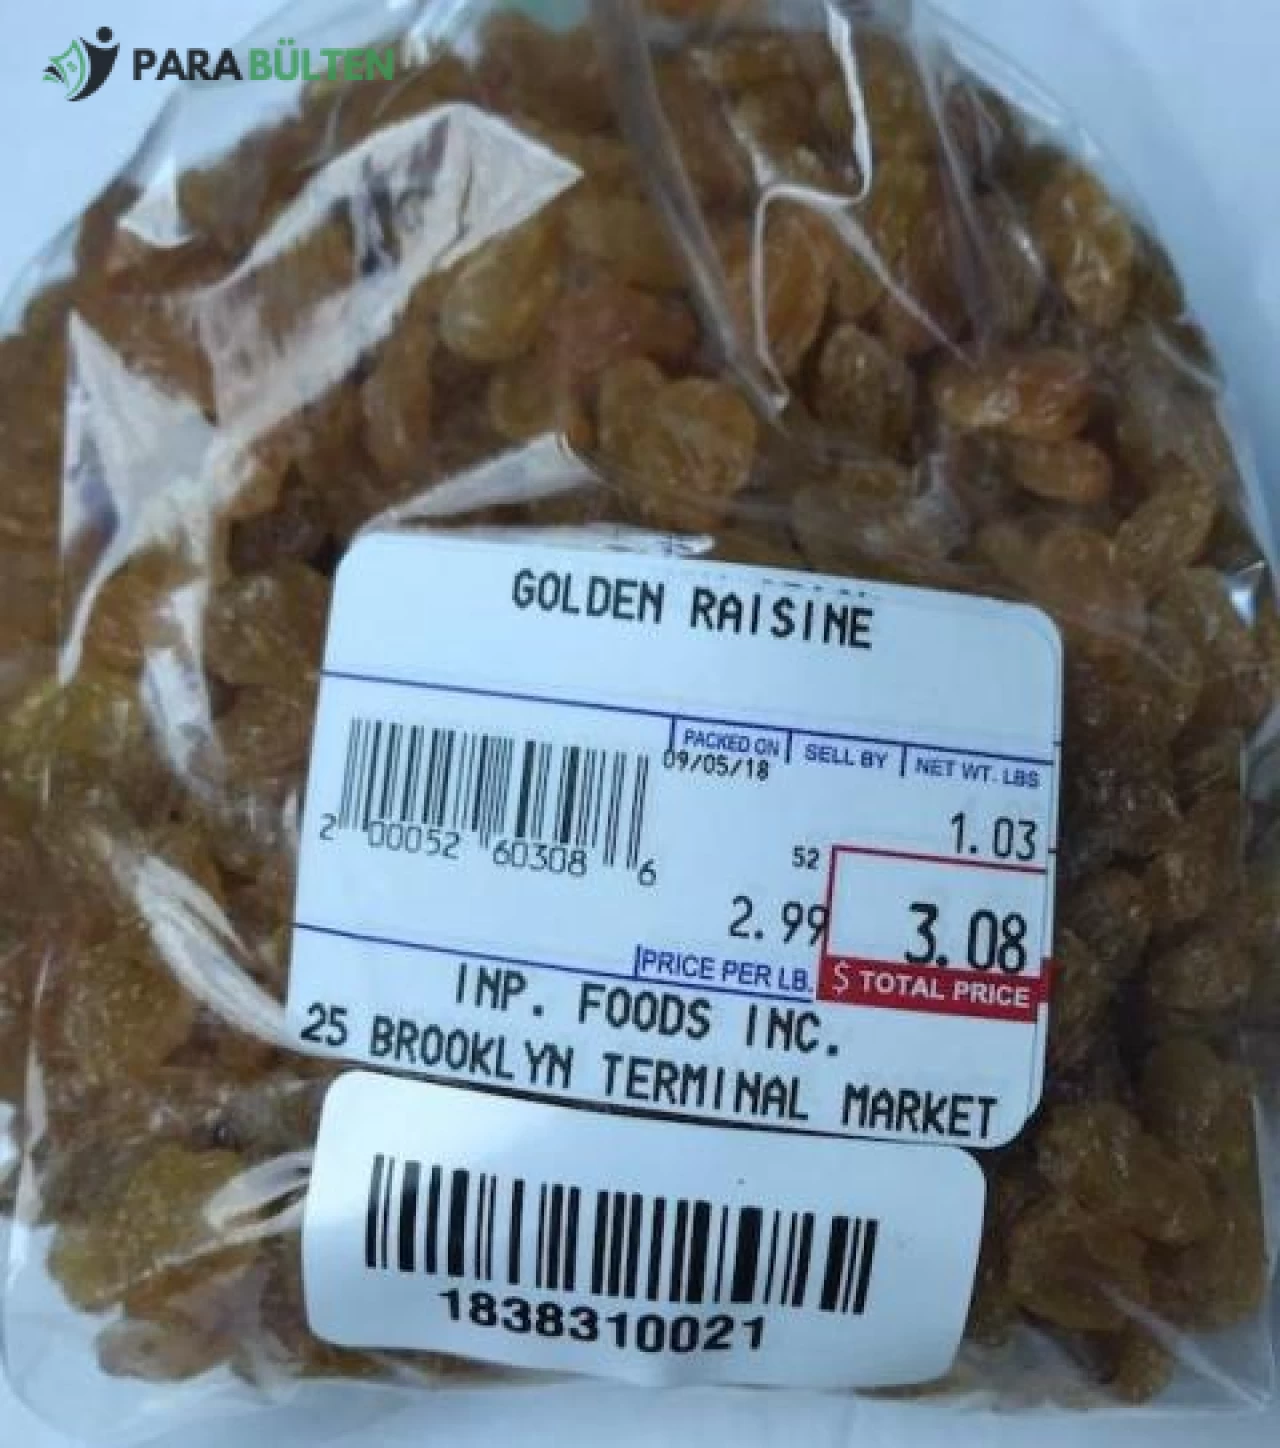 PARA BÜLTEN
GOLDEN RAISINE
PACKED ON SELL BY NET WT. LBS
09/05/18
1.03
2 00052 60308 6
52
2.99 3.08
PRICE PER LB. $ TOTAL PRICE
INP. FOODS INC.
25 BROOKLYN TERMINAL MARKET
1838310021